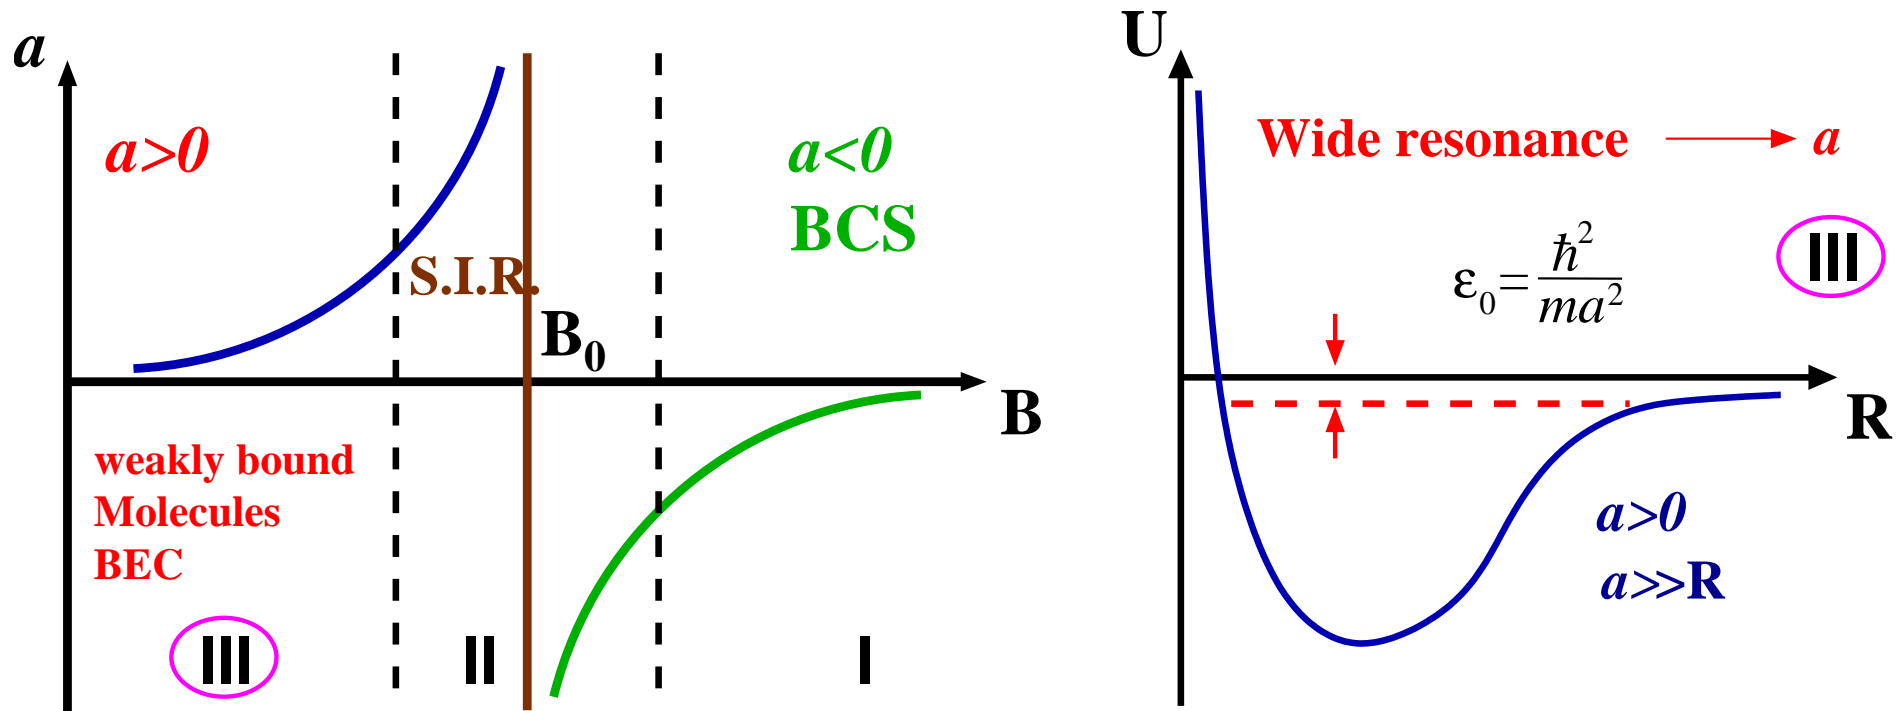 a
a>0
a<0
BCS
S.I.R.
B₀
B
weakly bound
Molecules
BEC
III
II
I
U
Wide resonance → a
III
ε₀=ħ²/ma²
R
a>0
a>>R